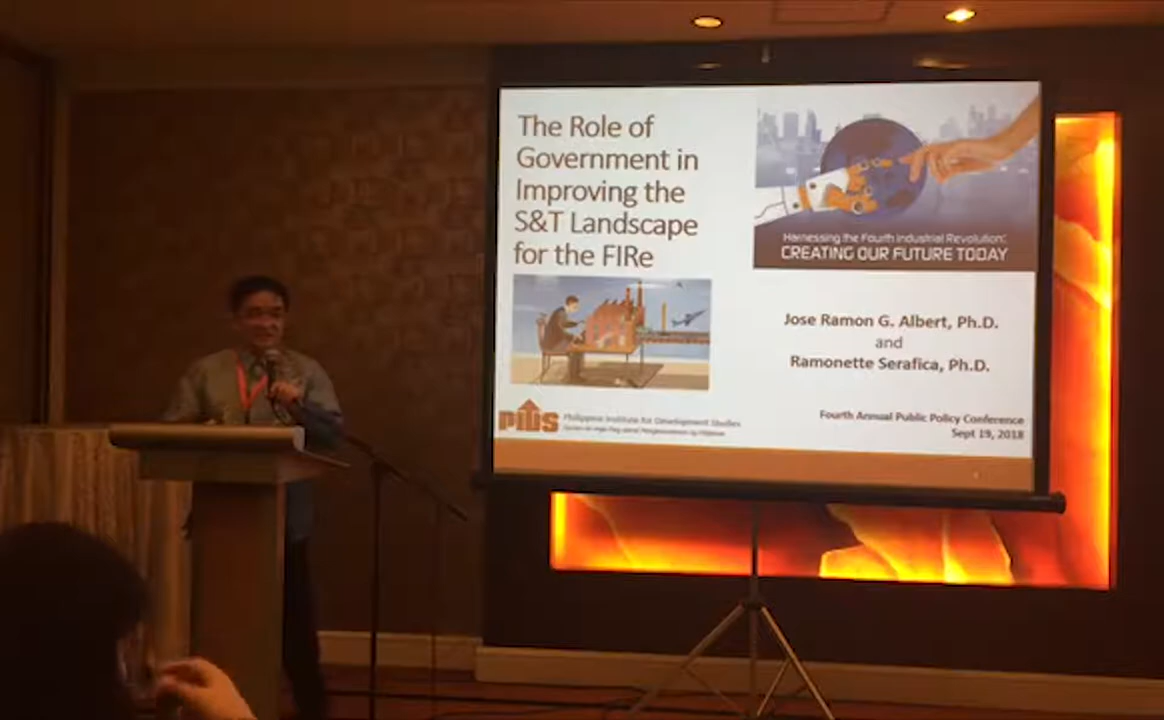 The Role of
Government in
Improving the
S&T Landscape
for the FIRe
Harnessing the Fourth Industrial Revolution:
CREATING OUR FUTURE TODAY
Jose Ramon G. Albert, Ph.D.
and
Ramonette Serafica, Ph.D.
PIDS
Philippine Institute for Development Studies
Fourth Annual Public Policy Conference
Sept 19, 2018